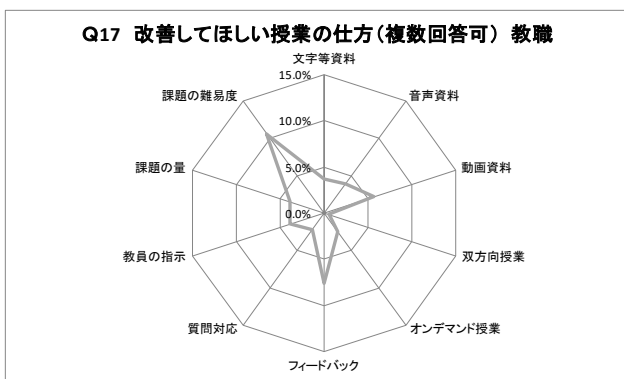 Q17 改善してほしい授業の仕方(複数回答可) 教職
文字等資料
15.0%
課題の難易度
音声資料
10.0%
課題の量
動画資料
5.0%
0.0%
教員の指示
双方向授業
質問対応
オンデマンド授業
フィードバック